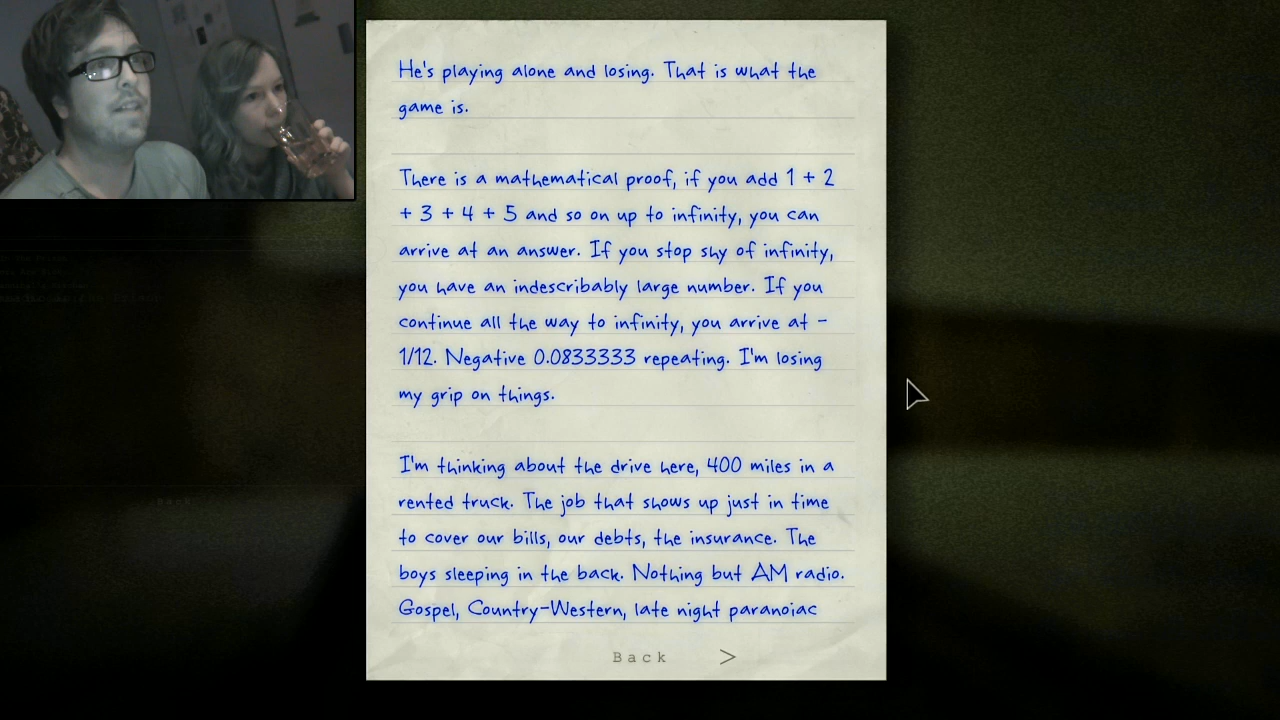 He's playing alone and losing. That is what the
game is.
There is a mathematical proof, if you add 1 + 2
+ 3 + 4 + 5 and so on up to infinity, you can
arrive at an answer. If you stop shy of infinity,
you have an indescribably large number. If you
continue all the way to infinity, you arrive at -
1/12. Negative 0.0833333 repeating. I'm losing
my grip on things.
I'm thinking about the drive here, 400 miles in a
rented truck. The job that shows up just in time
to cover our bills, our debts, the insurance. The
boys sleeping in the back. Nothing but AM radio.
Gospel, Country-Western, late night paranoiac
Back >
Back